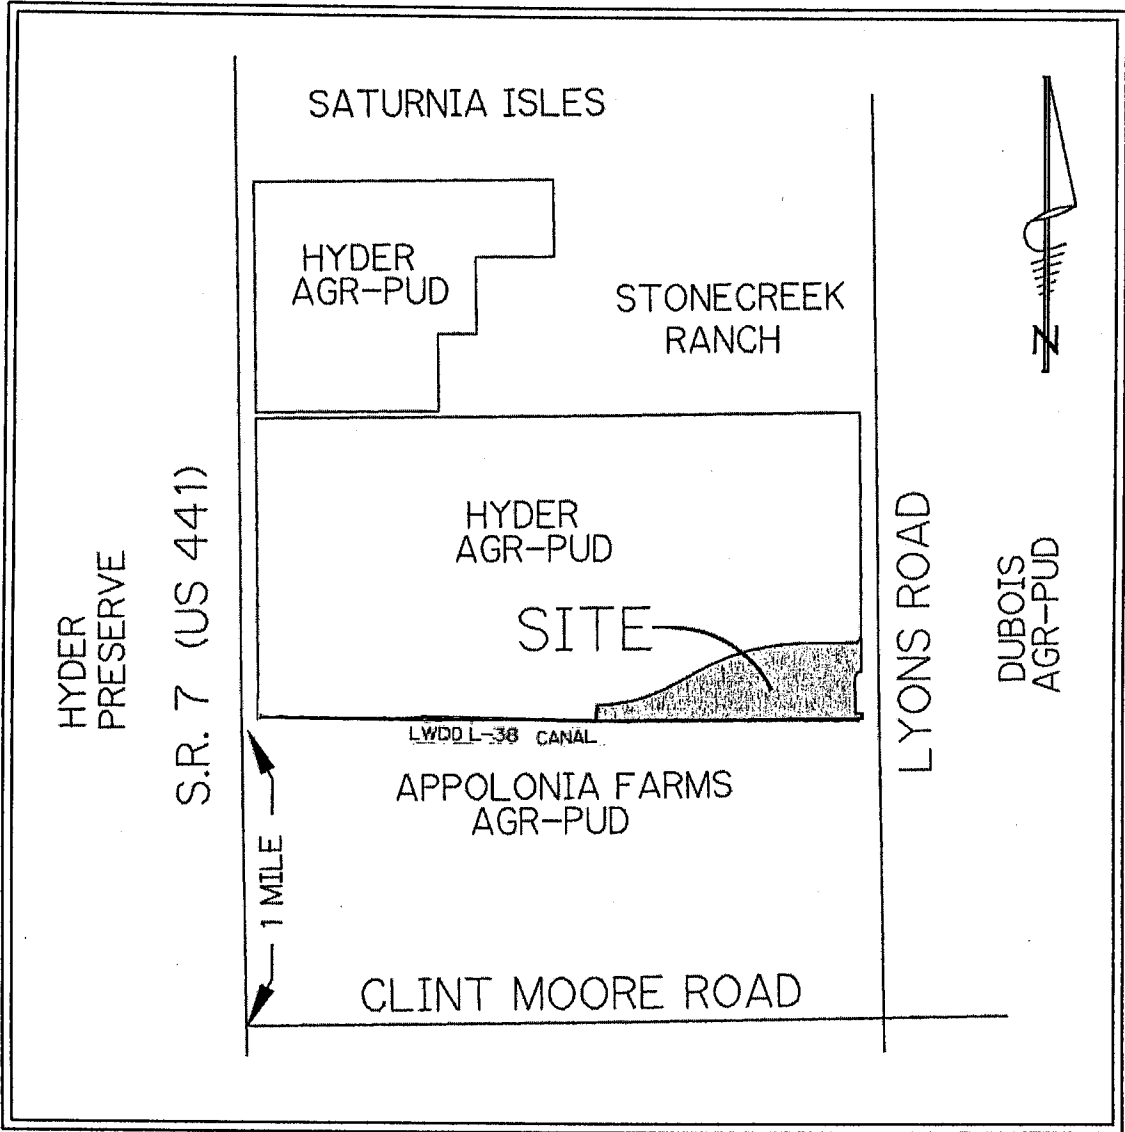 SATURNIA ISLES
HYDER
AGR-PUD
STONECREEK
RANCH
N
HYDER
AGR-PUD
SITE
HYDER
PRESERVE
S.R. 7 (US 441)
LYONS ROAD
DUBOIS
AGR-PUD
LWDD L-38 CANAL
APPOLONIA FARMS
AGR-PUD
1 MILE
CLINT MOORE ROAD